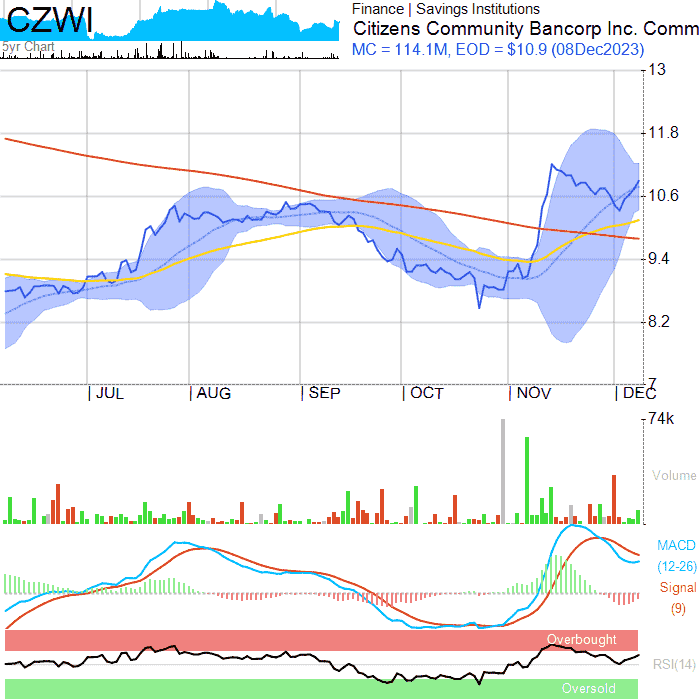 CZWI
5yr Chart
Finance | Savings Institutions
Citizens Community Bancorp Inc. Comm
MC = 114.1M, EOD = $10.9 (08Dec2023)
13
11.8
10.6
9.4
8.2
7
JUL AUG SEP OCT NOV DEC
74k
Volume
MACD
(12-26)
Signal
(9)
Overbought
RSI(14)
Oversold